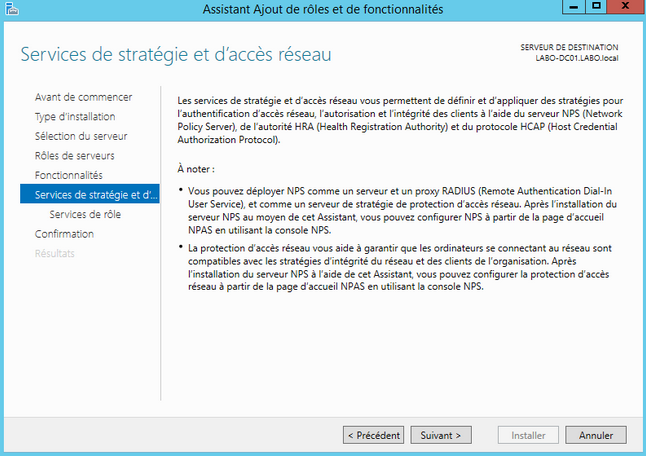 Assistant Ajout de rôles et de fonctionnalités
Services de stratégie et d'accès réseau
SERVEUR DE DESTINATION
LABO-DC01.LABO.local
Avant de commencer
Type d'installation
Sélection du serveur
Rôles de serveurs
Fonctionnalités
Services de stratégie et d'...
Services de rôle
Confirmation
Résultats
Les services de stratégie et d'accès réseau vous permettent de définir et d'appliquer des stratégies pour
l'authentification d'accès réseau, l'autorisation et l'intégrité des clients à l'aide du serveur NPS (Network
Policy Server), de l'autorité HRA (Health Registration Authority) et du protocole HCAP (Host Credential
Authorization Protocol).
À noter :
• Vous pouvez déployer NPS comme un serveur et un proxy RADIUS (Remote Authentication Dial-In
User Service), et comme un serveur de stratégie de protection d'accès réseau. Après l'installation du
serveur NPS au moyen de cet Assistant, vous pouvez configurer NPS à partir de la page d'accueil
NPAS en utilisant la console NPS.
• La protection d'accès réseau vous aide à garantir que les ordinateurs se connectant au réseau sont
compatibles avec les stratégies d'intégrité du réseau et des clients de l'organisation. Après
l'installation du serveur NPS à l'aide de cet Assistant, vous pouvez configurer la protection d'accès
réseau à partir de la page d'accueil NPAS en utilisant la console NPS.
< Précédent
Suivant >
Installer
Annuler